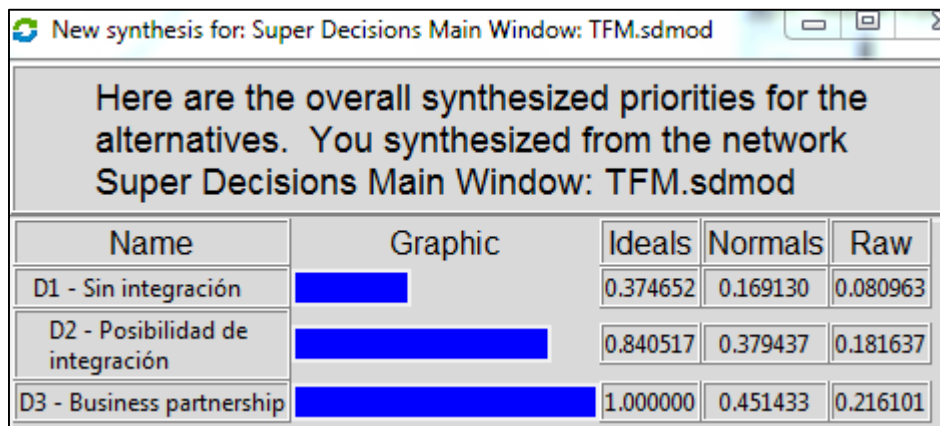 New synthesis for: Super Decisions Main Window: TFM.sdmod
Here are the overall synthesized priorities for the
alternatives. You synthesized from the network
Super Decisions Main Window: TFM.sdmod
Name Graphic Ideals Normals Raw
D1 - Sin integración 0.374652 0.169130 0.080963
D2 - Posibilidad de
integración 0.840517 0.379437 0.181637
D3 - Business partnership 1.000000 0.451433 0.216101